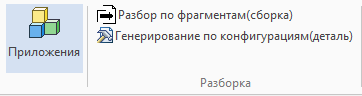 Приложения
Разбор по фрагментам(сборка)
Генерирование по конфигурациям(деталь)
Разборка